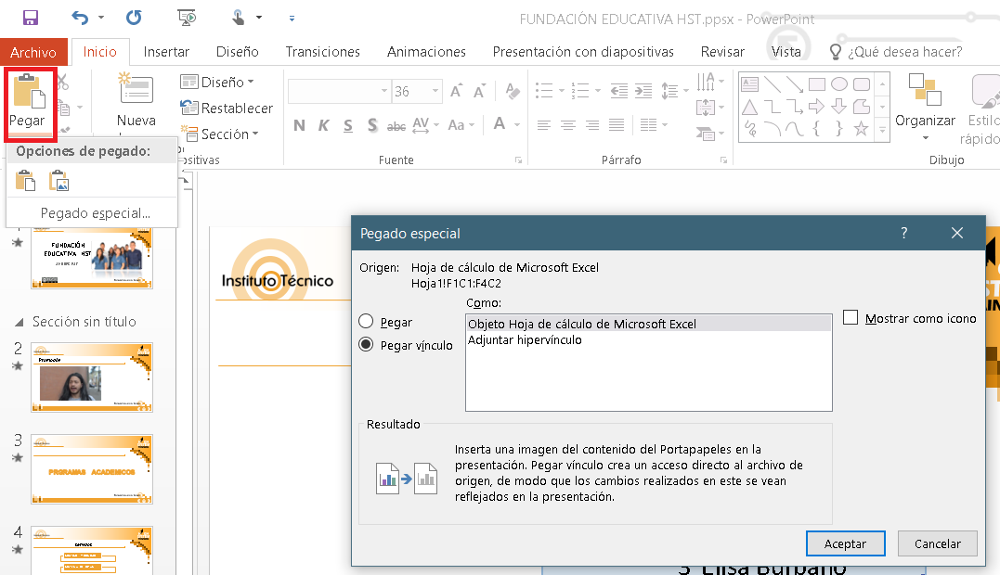 FUNDACIÓN EDUCATIVA HST.ppsx - PowerPoint
Archivo Inicio Insertar Diseño Transiciones Animaciones Presentación con diapositivas Revisar Vista ¿Qué desea hacer?
Pegar
Nueva
Diseño
Restablecer
Sección
ositivas
36
N K S S abc AV Aa A
Fuente
Párrafo
Organizar
Estilo
rápido
Dibujo
Opciones de pegado:
Pegado especial...
1
FUNDACIÓN
EDUCATIVA HST
Sección sin título
2
Promoción
3
PRGRAMAS ACADEMICOS
4
Instituto Técnico
Pegado especial
?
Origen: Hoja de cálculo de Microsoft Excel
Hoja1!F1C1:F4C2
Como:
Pegar
Pegar vínculo
Objeto Hoja de cálculo de Microsoft Excel
Adjuntar hipervínculo
Mostrar como icono
Resultado
Inserta una imagen del contenido del Portapapeles en la
presentación. Pegar vínculo crea un acceso directo al archivo de
origen, de modo que los cambios realizados en este se vean
reflejados en la presentación.
Aceptar
Cancelar
3 Elisa Burbano